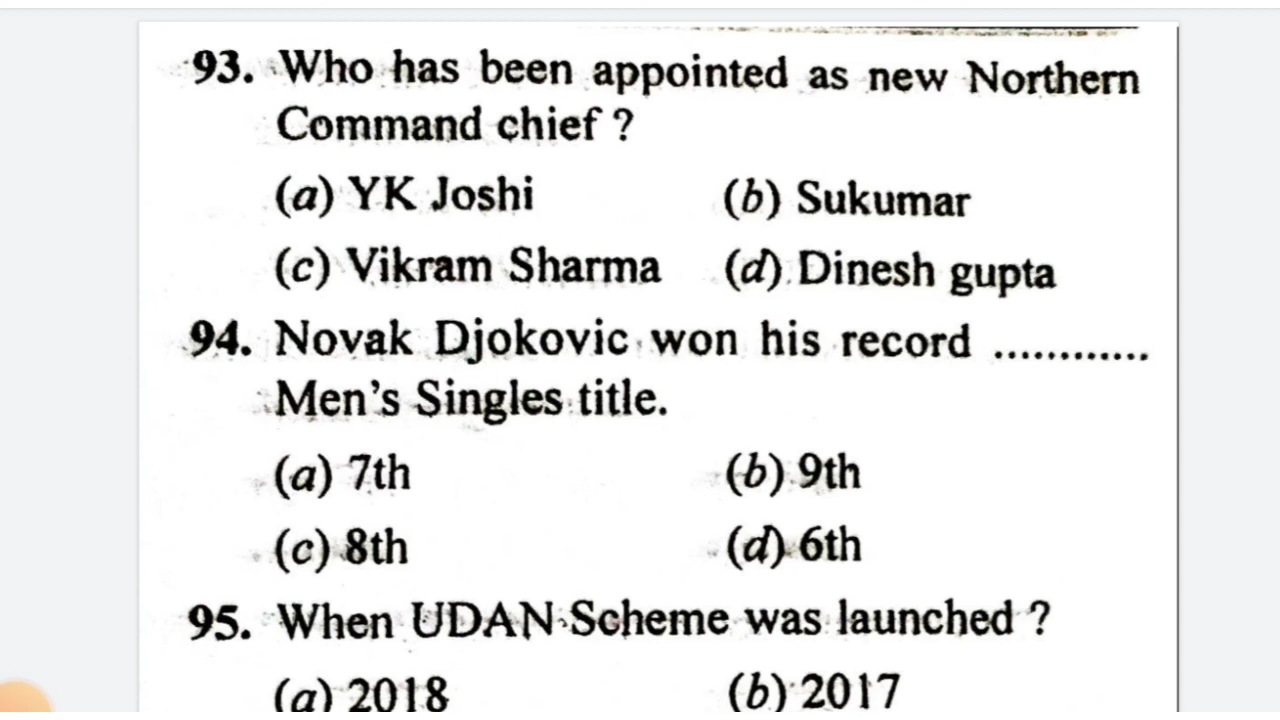 93. Who has been appointed as new Northern
Command chief ?
(a) YK Joshi (b) Sukumar
(c) Vikram Sharma (d) Dinesh gupta
94. Novak Djokovic won his record ............
Men's Singles title.
(a) 7th (b) 9th
(c) 8th (d) 6th
95. When UDAN Scheme was launched ?
(a) 2018 (b) 2017